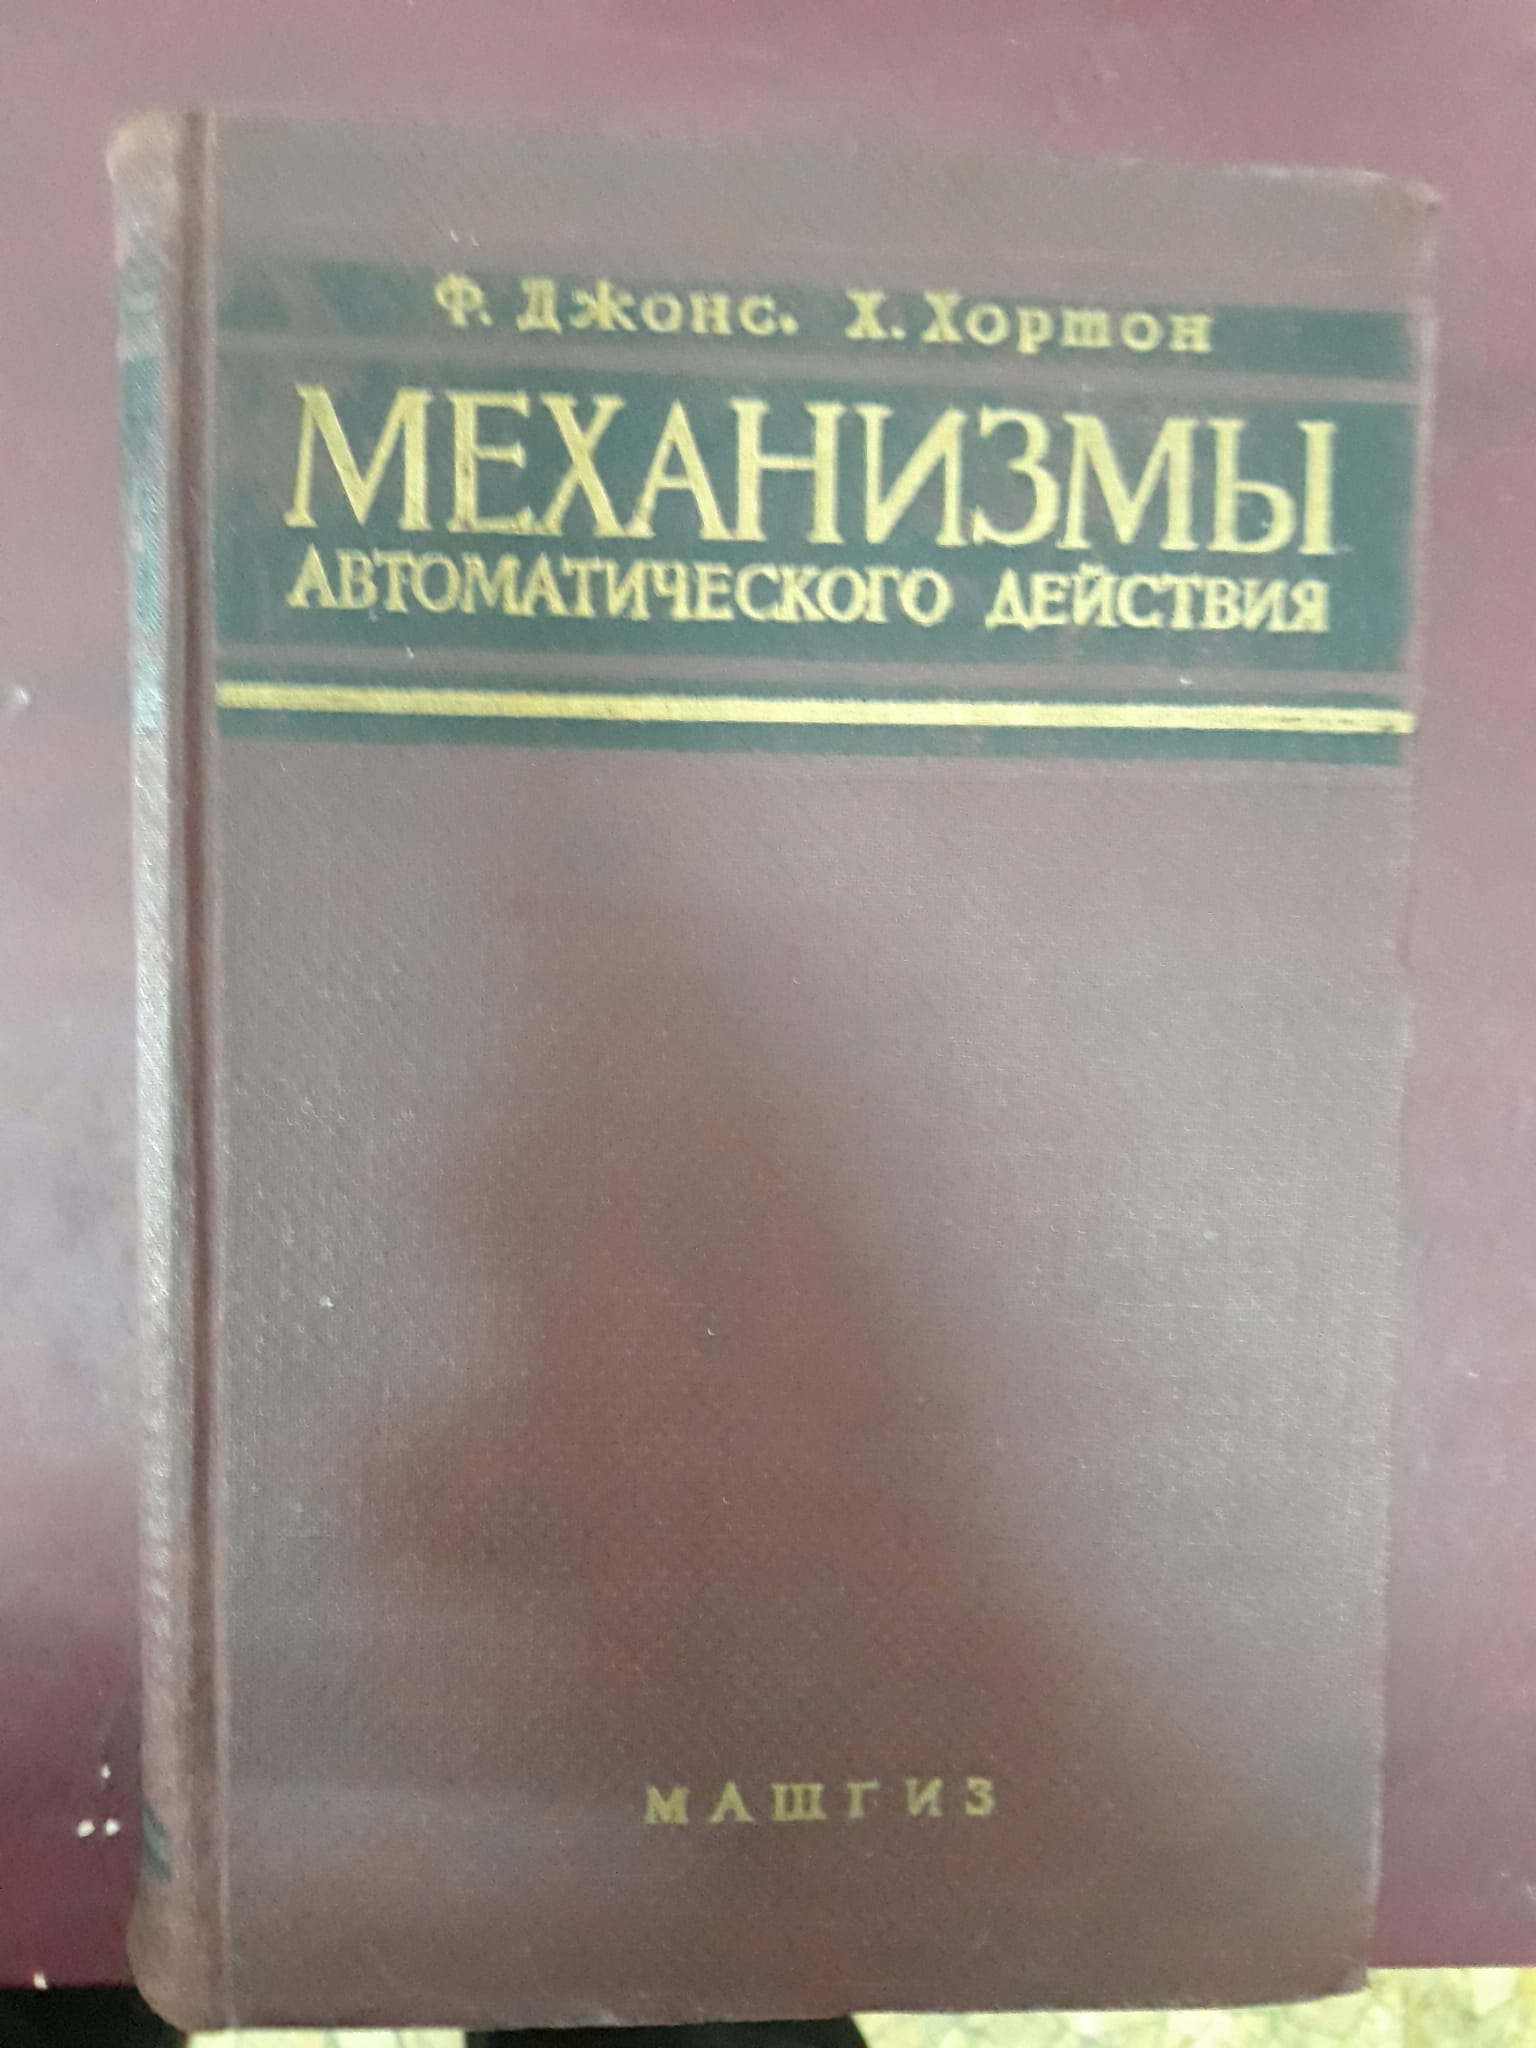 Ф. Джонс. Х. Хортон
МЕХАНИЗМЫ
АВТОМАТИЧЕСКОГО ДЕЙСТВИЯ
МАШГИЗ